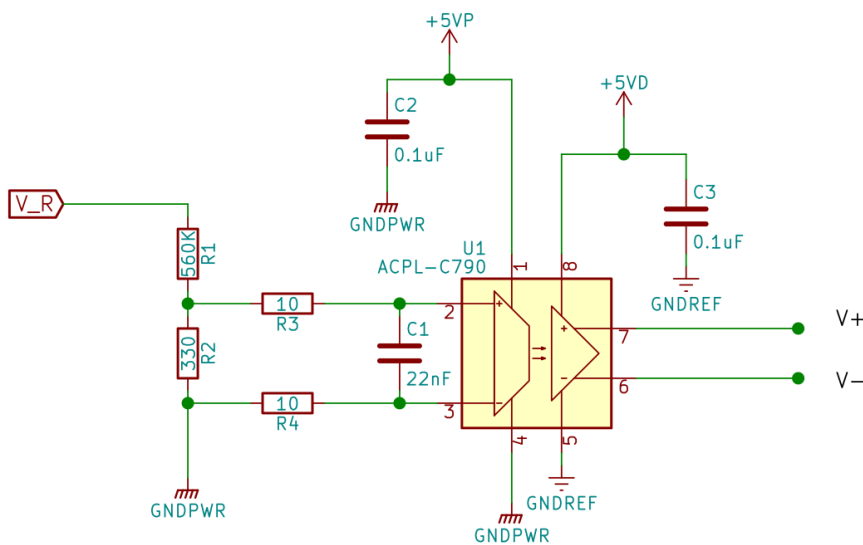 +5VP
+5VD
C2
0.1uF
GNDPWR
V_R
560K
R1
C3
0.1uF
GNDREF
U1
ACPL-C790
1
8
10
R3
2
+
+
7
V+
330
R2
C1
22nF
10
R4
3
-
-
6
V-
4
5
GNDPWR
GNDREF
GNDPWR